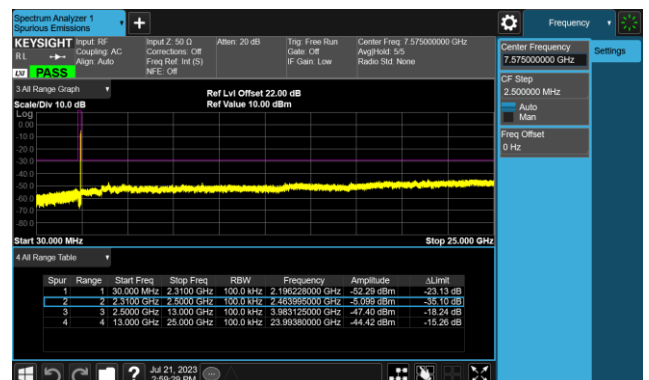 Spectrum Analyzer 1
Spurious Emissions
Frequency
KEYSIGHT
Input: RF
Coupling: AC
Align: Auto
Input Z: 50 Ω
Corrections: Off
Freq Ref: Int (S)
NFE: Off
Atten: 20 dB
Trig: Free Run
Gate: Off
IF Gain: Low
Center Freq: 7.575000000 GHz
Avg|Hold: 5/5
Radio Std: None
R L
LXI
PASS
Center Frequency
7.575000000 GHz
Settings
CF Step
2.500000 MHz
Auto
Man
Freq Offset
0 Hz
3 All Range Graph
Scale/Div 10.0 dB
Ref Lvl Offset 22.00 dB
Ref Value 10.00 dBm
Log
0.00
-10.0
-20.0
-30.0
-40.0
-50.0
-60.0
-70.0
-80.0
Start 30.000 MHz
Stop 25.000 GHz
4 All Range Table
Spur Range Start Freq Stop Freq RBW Frequency Amplitude ΔLimit
1 1 30.000 MHz 2.3100 GHz 100.0 kHz 2.196228000 GHz -52.29 dBm -23.13 dB
2 2 2.3100 GHz 2.5000 GHz 100.0 kHz 2.463995000 GHz -5.099 dBm -35.10 dB
3 3 2.5000 GHz 13.000 GHz 100.0 kHz 3.983125000 GHz -47.40 dBm -18.24 dB
4 4 13.000 GHz 25.000 GHz 100.0 kHz 23.99380000 GHz -44.42 dBm -15.26 dB
?
Jul 21, 2023
2:59:29 PM